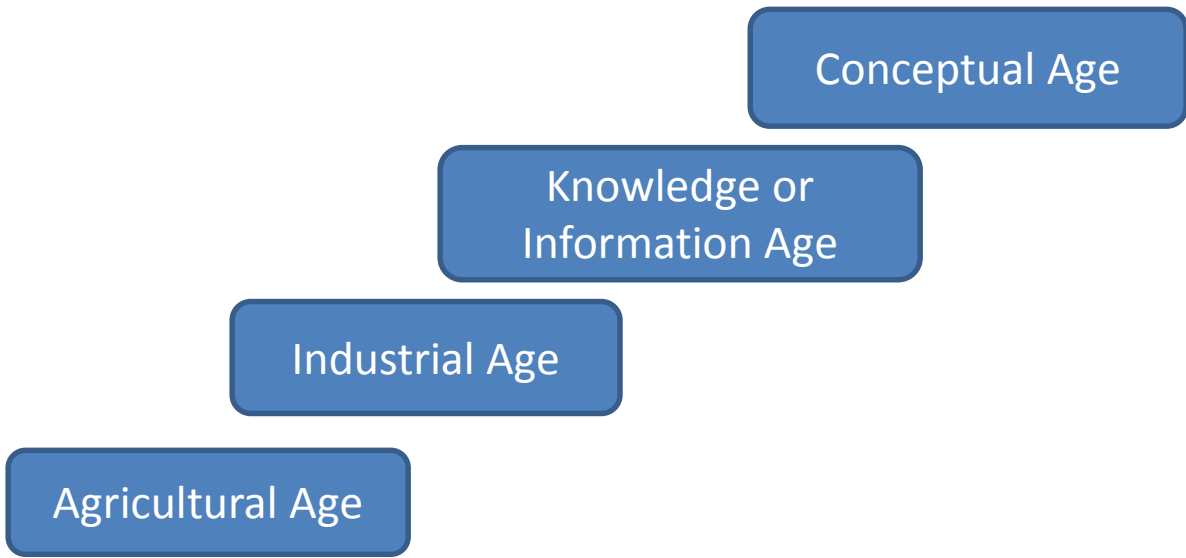 Conceptual Age
Knowledge or
Information Age
Industrial Age
Agricultural Age